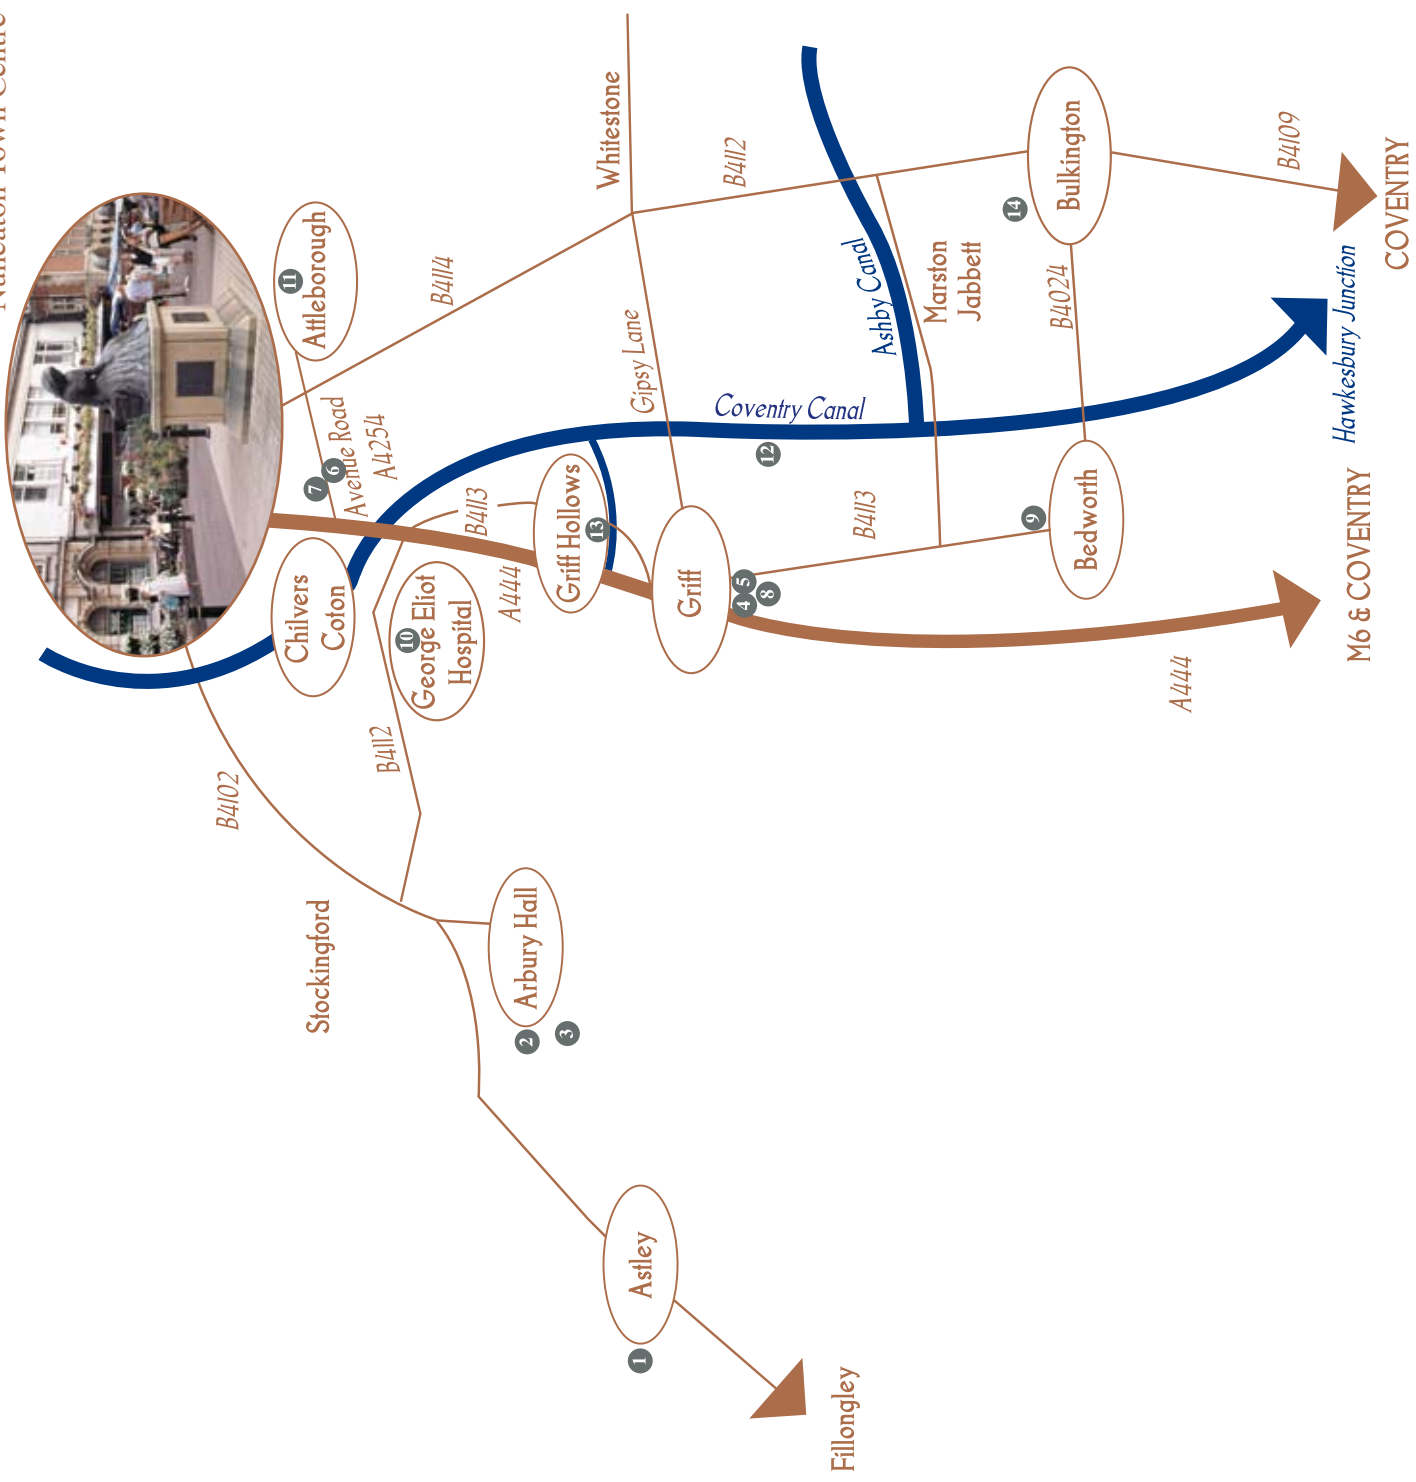 Nuneaton Town Centre
B4102
11
Attleborough
7
6
Avenue Road
A4254
Chilvers
Coton
Stockingford
B4112
10
George Eliot
Hospital
B4114
B4113
A444
2
Arbury Hall
3
13
Griff Hollows
Whitestone
Gipsy Lane
1
Astley
Griff
4
5
8
B4112
Coventry Canal
12
Fillongley
B4113
Ashby Canal
Marston
Jabbett
14
9
B4024
Bulkington
Bedworth
A444
B4109
Hawkesbury Junction
M6 & COVENTRY
COVENTRY